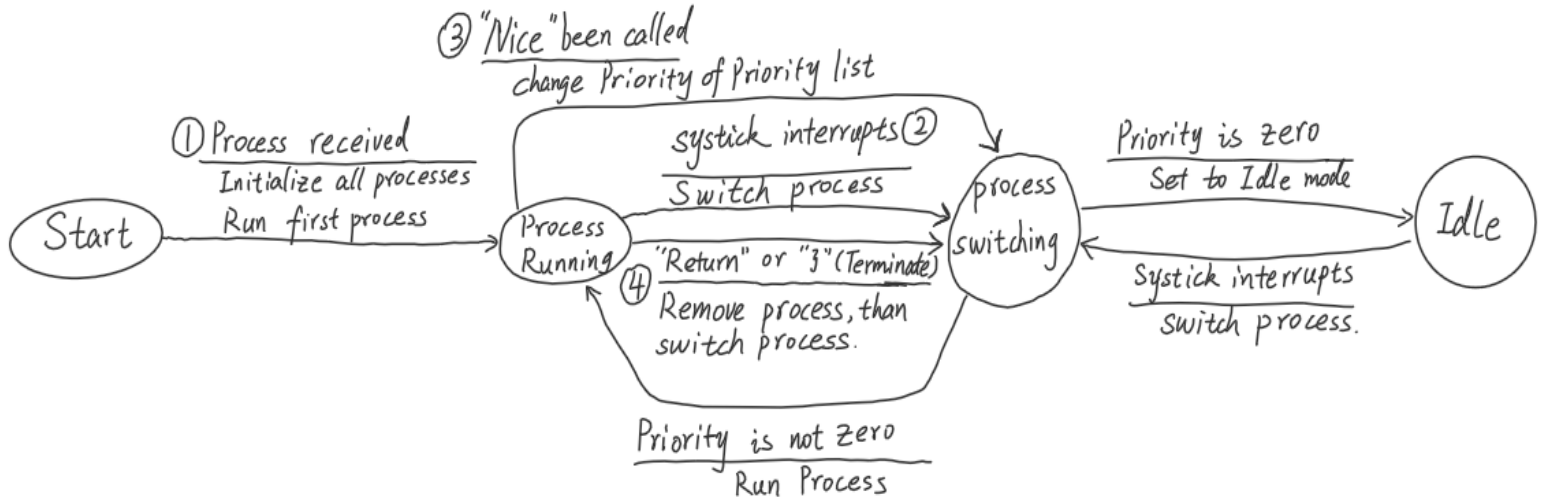 ③ "Nice" been called
change Priority of Priority list
① Process received
Initialize all processes
Run first process
systick interrupts ②
Switch process
Priority is zero
Set to Idle mode
Start
Process
Running
process
switching
Idle
④ "Return" or "}" (Terminate)
Remove process, than
switch process.
Systick interrupts
switch process.
Priority is not zero
Run Process